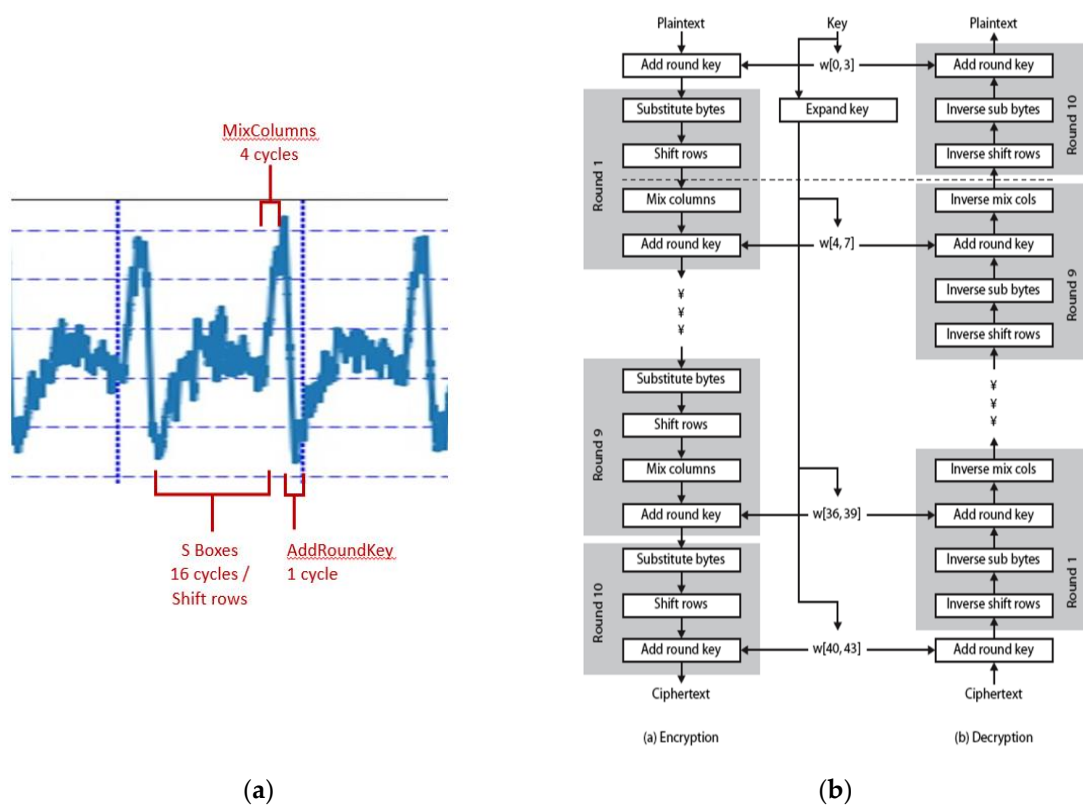 MixColumns
4 cycles
S Boxes
16 cycles /
Shift rows
AddRoundKey
1 cycle
(a)
Plaintext
Key
Plaintext
Add round key
w[0, 3]
Add round key
Substitute bytes
Expand key
Inverse sub bytes
Shift rows
Inverse shift rows
Round 1
Round 10
Mix columns
Inverse mix cols
Add round key
w[4, 7]
Add round key
Inverse sub bytes
Inverse shift rows
Round 9
¥
¥
¥
Substitute bytes
Shift rows
Mix columns
Add round key
Round 9
w[36, 39]
¥
¥
¥
Inverse mix cols
Add round key
Inverse sub bytes
Inverse shift rows
Round 1
Substitute bytes
Shift rows
Add round key
Round 10
w[40, 43]
Add round key
Ciphertext
Ciphertext
(a) Encryption
(b) Decryption
(b)